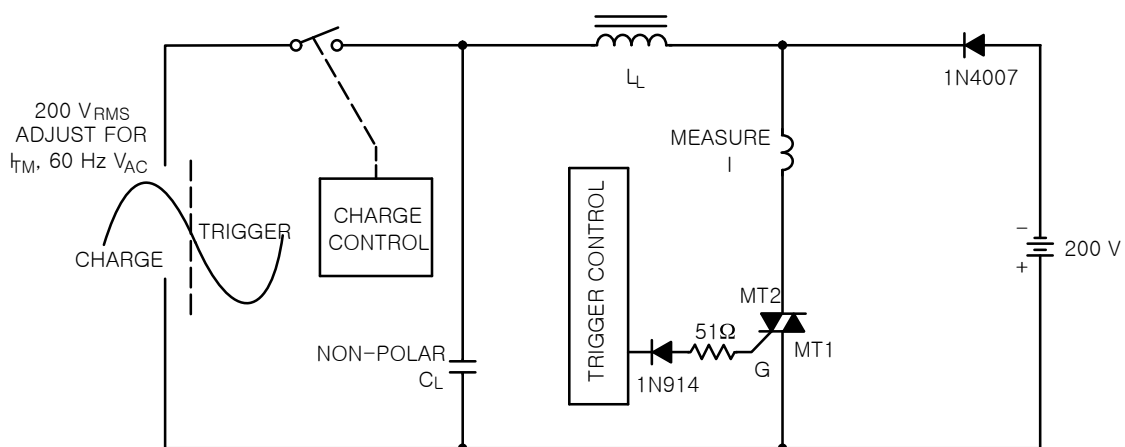 200 VRMS
ADJUST FOR
ITM, 60 Hz VAC
CHARGE
TRIGGER
CHARGE
CONTROL
NON-POLAR
CL
LL
TRIGGER CONTROL
1N914
51Ω
G
MEASURE
I
MT2
MT1
1N4007
-
+
200 V